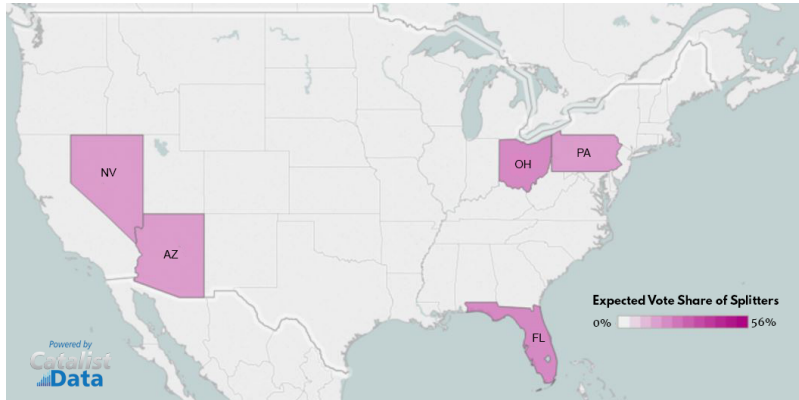 NV
OH
PA
AZ
Expected Vote Share of Splitters
0% 56%
FL
Powered by
Catalist
Data